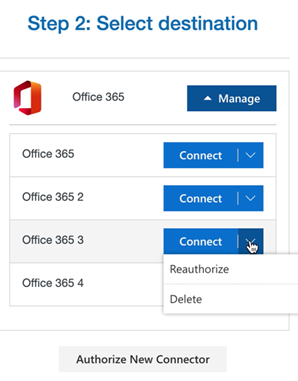 Step 2: Select destination
Office 365
Manage
Office 365
Connect
Office 365 2
Connect
Office 365 3
Connect
Reauthorize
Office 365 4
Delete
Authorize New Connector